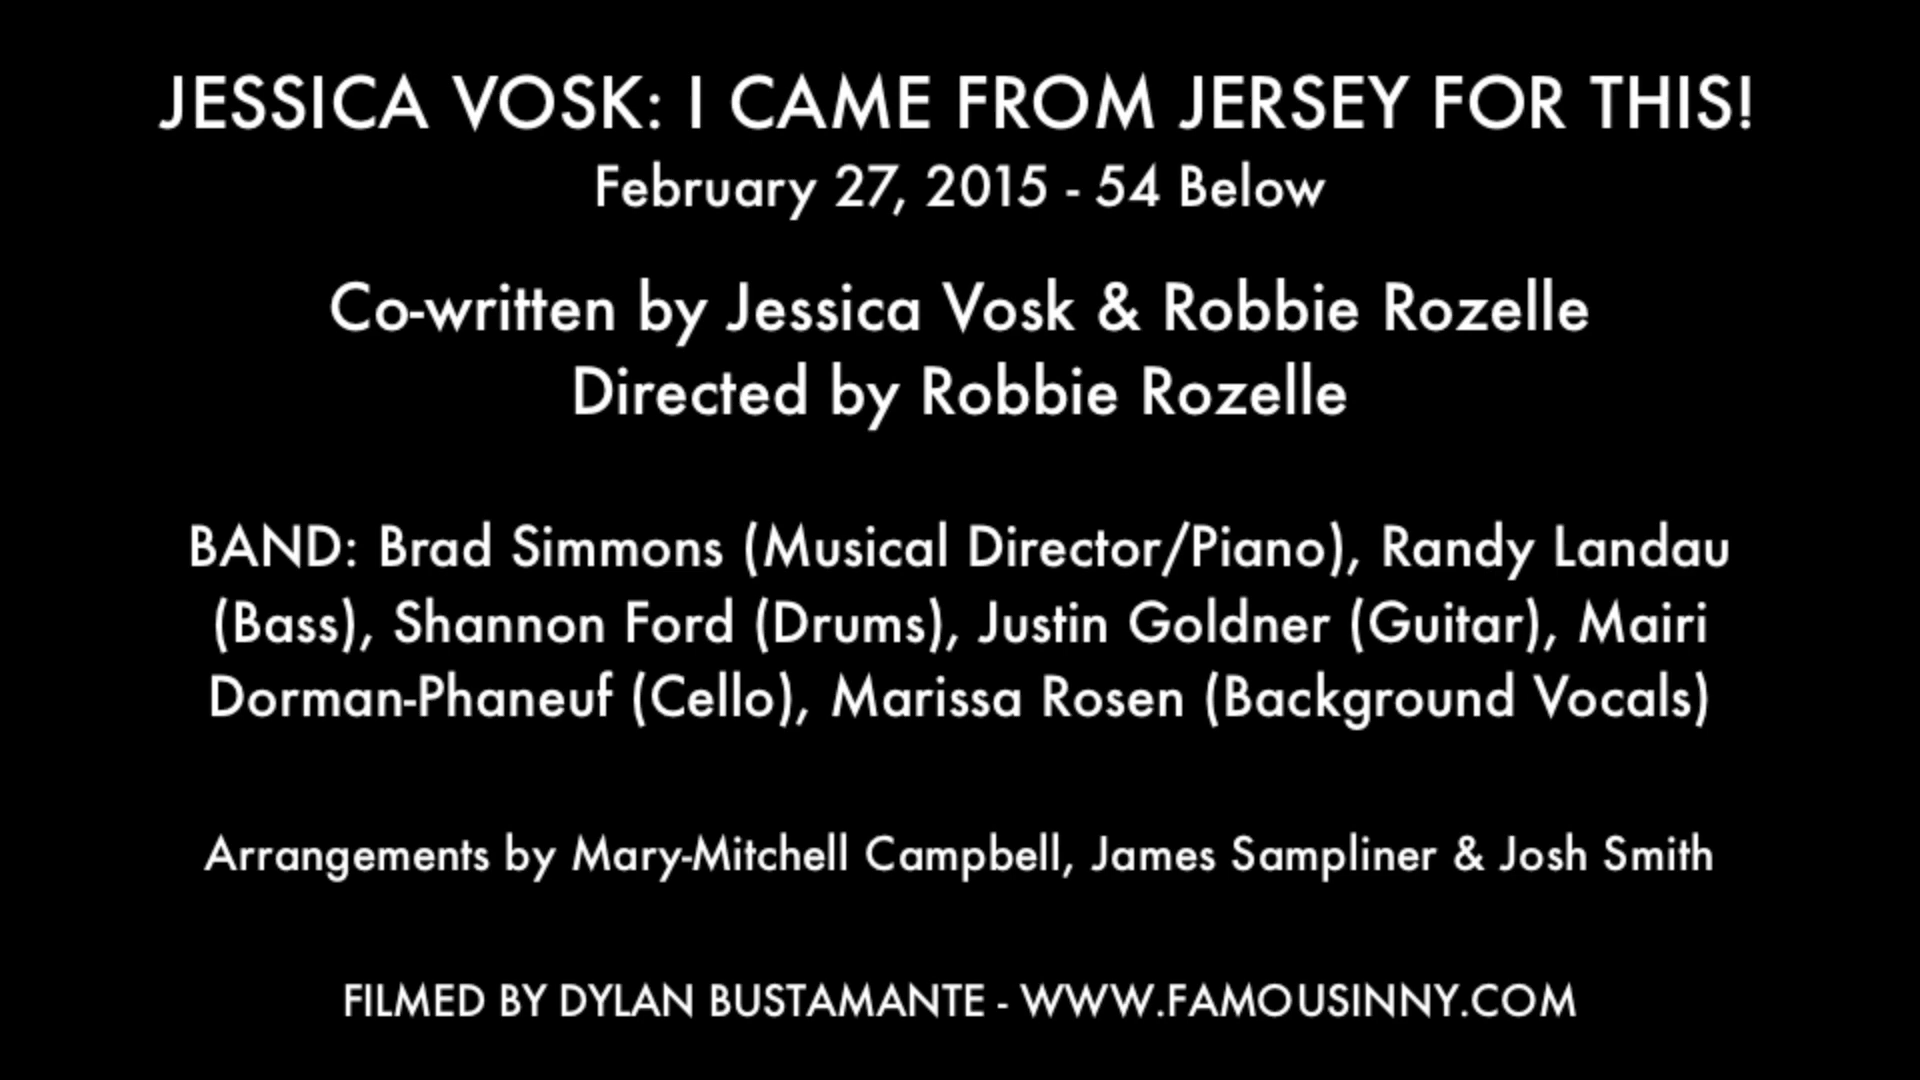 JESSICA VOSK: I CAME FROM JERSEY FOR THIS!
February 27, 2015 - 54 Below
Co-written by Jessica Vosk & Robbie Rozelle
Directed by Robbie Rozelle
BAND: Brad Simmons (Musical Director/Piano), Randy Landau
(Bass), Shannon Ford (Drums), Justin Goldner (Guitar), Mairi
Dorman-Phaneuf (Cello), Marissa Rosen (Background Vocals)
Arrangements by Mary-Mitchell Campbell, James Sampliner & Josh Smith
FILMED BY DYLAN BUSTAMANTE - WWW.FAMOUSINNY.COM